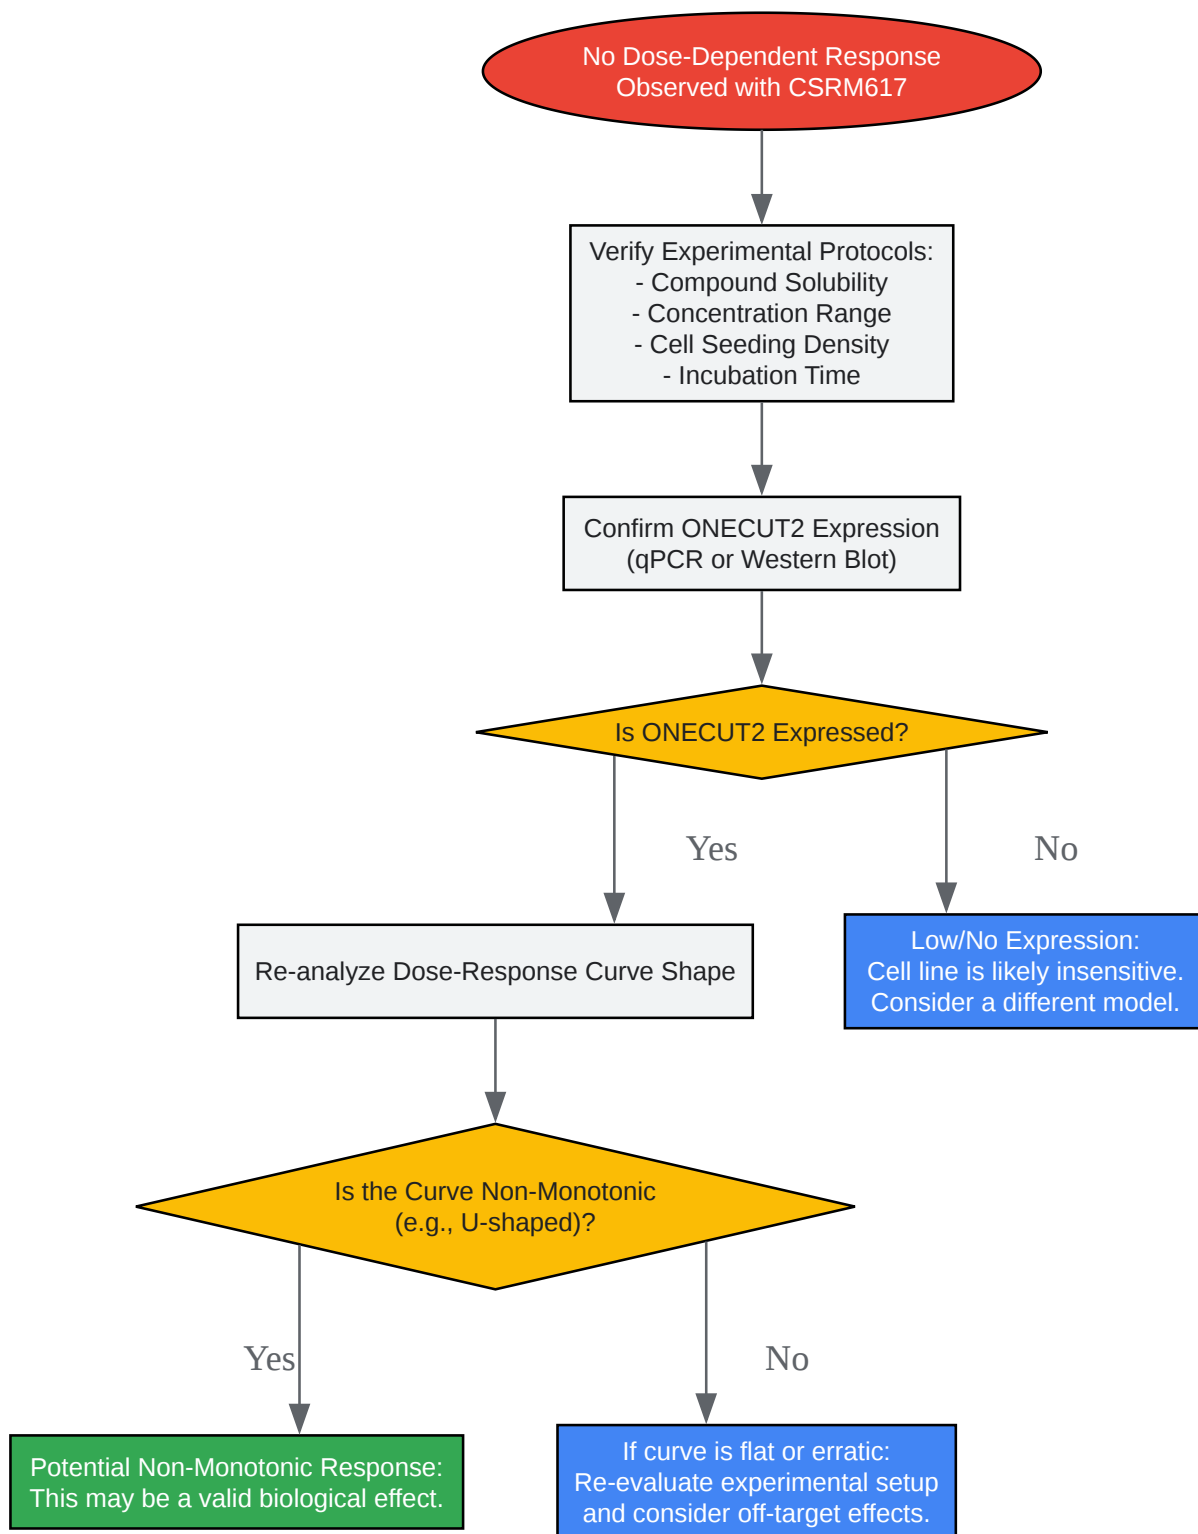 No Dose-Dependent Response
Observed with CSRM617
Verify Experimental Protocols:
- Compound Solubility
- Concentration Range
- Cell Seeding Density
- Incubation Time
Confirm ONECUT2 Expression
(qPCR or Western Blot)
Is ONECUT2 Expressed?
Yes
No
Re-analyze Dose-Response Curve Shape
Low/No Expression:
Cell line is likely insensitive.
Consider a different model.
Is the Curve Non-Monotonic
(e.g., U-shaped)?
Yes
No
Potential Non-Monotonic Response:
This may be a valid biological effect.
If curve is flat or erratic:
Re-evaluate experimental setup
and consider off-target effects.